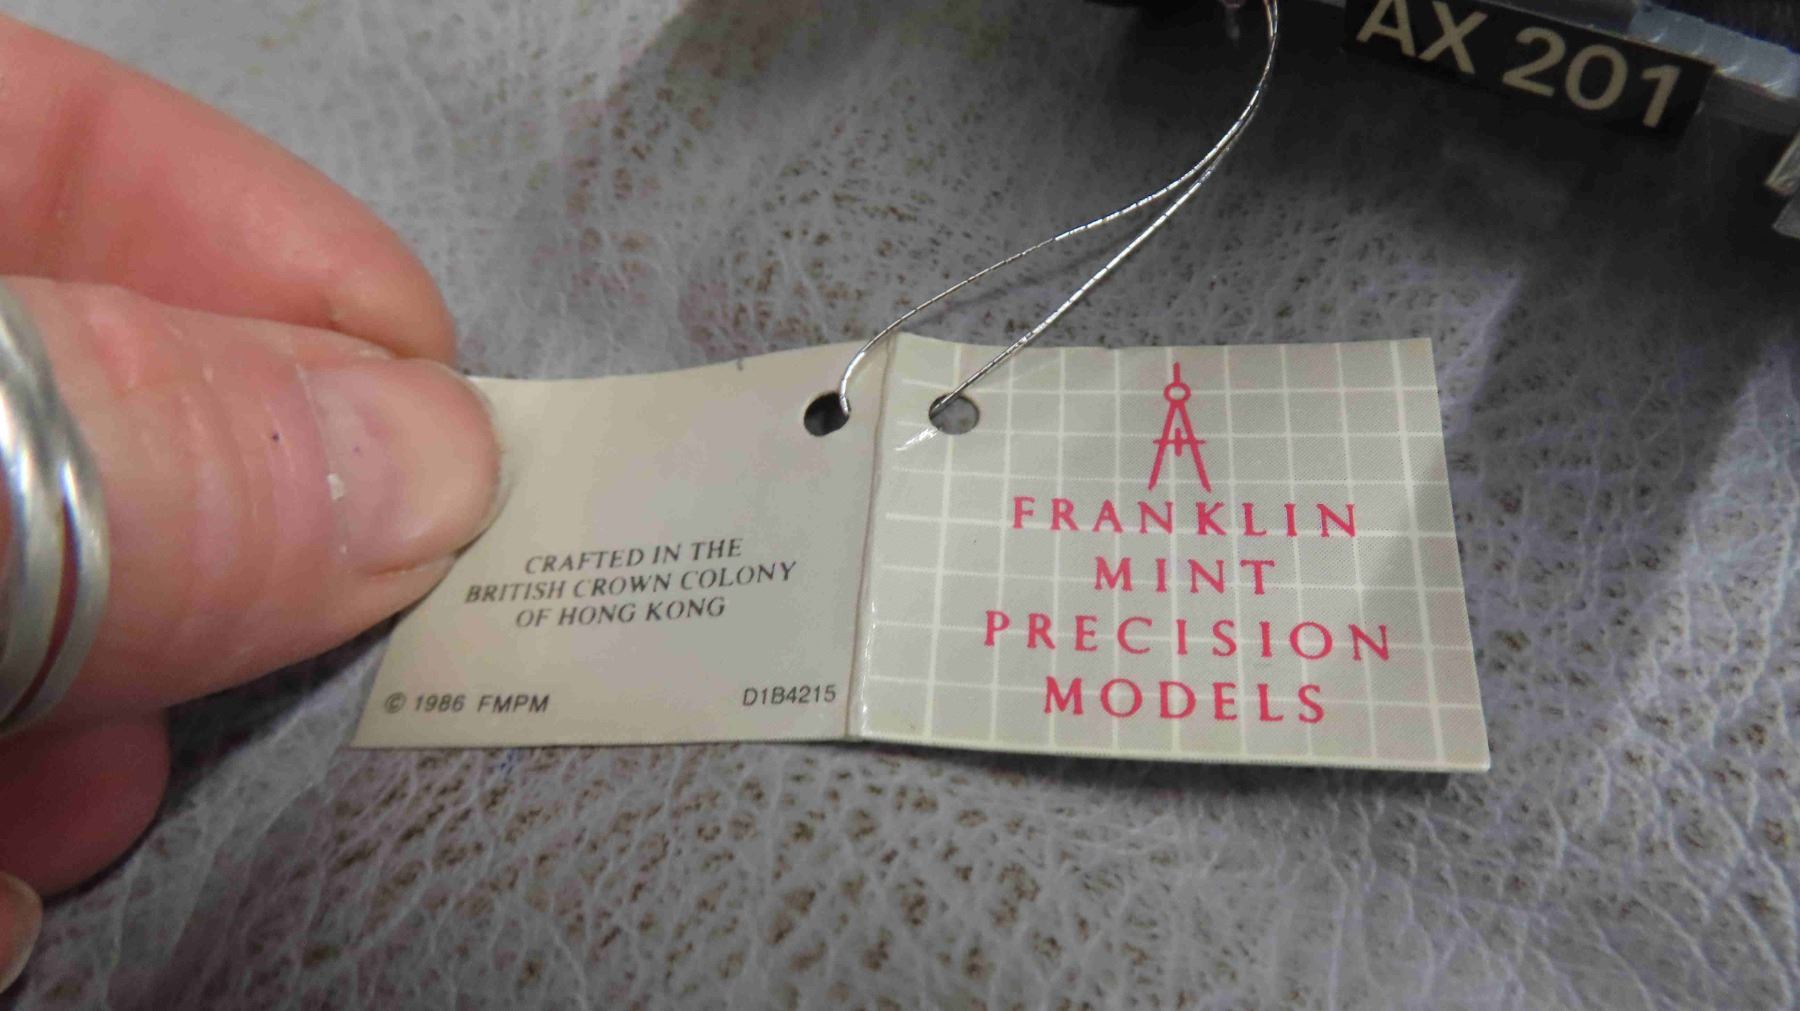 AX 201
CRAFTED IN THE
BRITISH CROWN COLONY
OF HONG KONG
© 1986 FMPM
D1B4215
FRANKLIN
MINT
PRECISION
MODELS